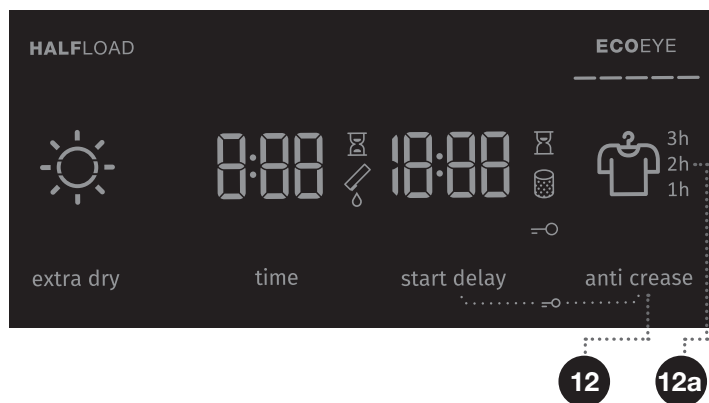 HALFLOAD
ECOEYE
8:88
18:88
3h
2h
1h
extra dry
time
start delay
anti crease
12
12a